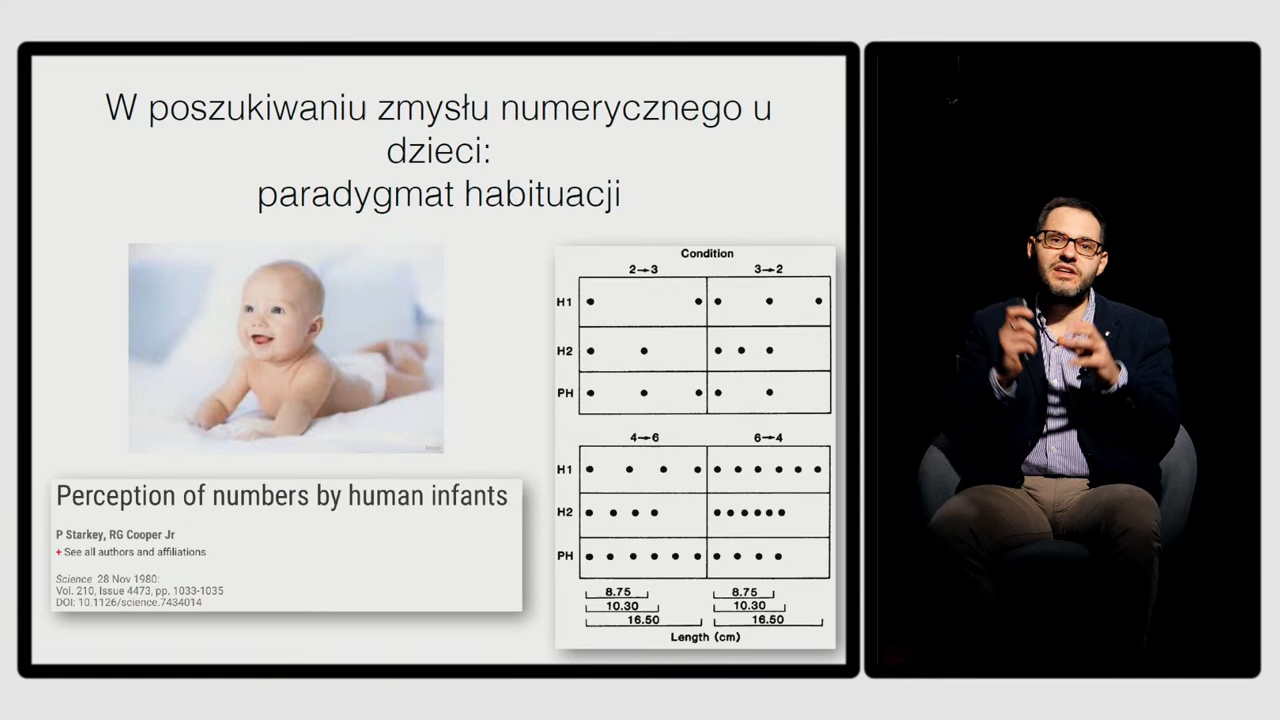 W poszukiwaniu zmysłu numerycznego u
dzieci:
paradygmat habituacji
Perception of numbers by human infants
P Starkey, RG Cooper Jr
+ See all authors and affiliations
Science 28 Nov 1980:
Vol. 210, Issue 4473, pp. 1033-1035
DOI: 10.1126/science.7434014
Condition
2→3 3→2
H1
H2
PH
4→6 6→4
H1
H2
PH
8.75 8.75
10.30 10.30
16.50 16.50
Length (cm)